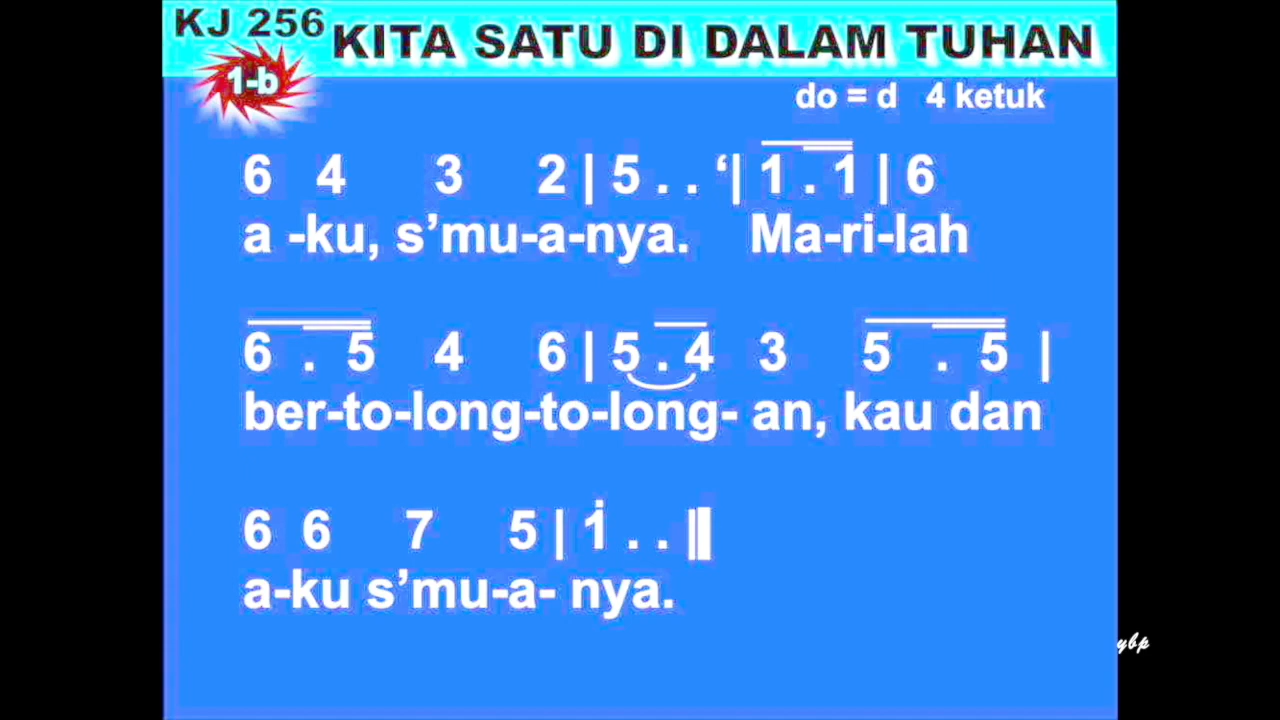 KJ 256 KITA SATU DI DALAM TUHAN
1-b
do = d 4 ketuk
6 4 3 2 | 5 . . ‘| 1 . 1 | 6
a -ku, s’mu-a-nya. Ma-ri-lah
6 . 5 4 6 | 5 . 4 3 5 . 5 |
ber-to-long-to-long- an, kau dan
6 6 7 5 | i . . ||
a-ku s’mu-a- nya.
ybp